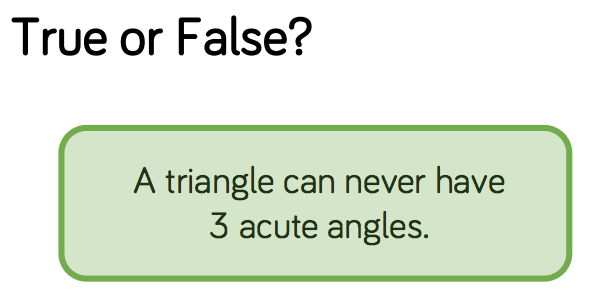 True or False?
A triangle can never have
3 acute angles.